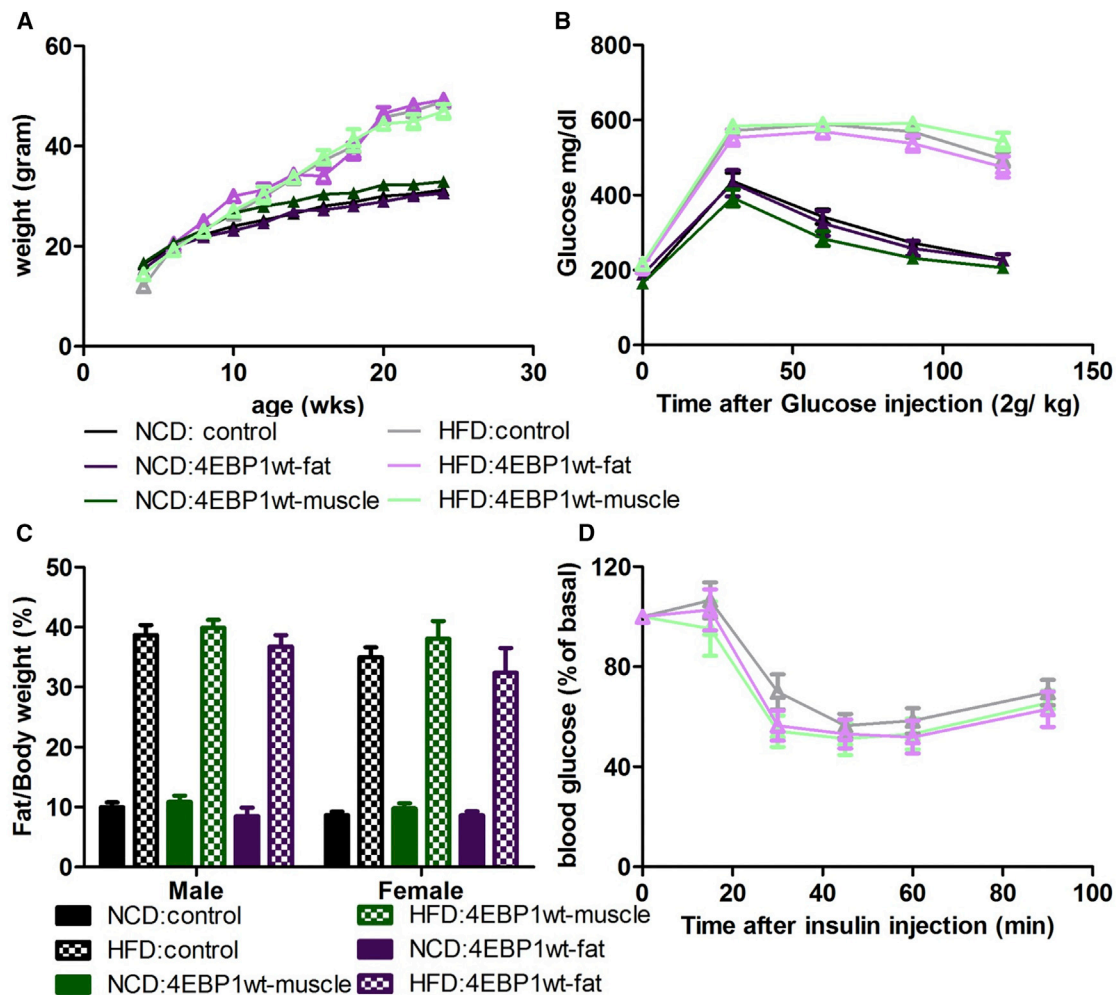 A
weight (gram)
60
40
20
0
0 10 20 30
age (wks)
B
Glucose mg/dl
800
600
400
200
0
0 50 100 150
Time after Glucose injection (2g/ kg)
NCD: control
NCD:4EBP1wt-fat
NCD:4EBP1wt-muscle
HFD:control
HFD:4EBP1wt-fat
HFD:4EBP1wt-muscle
C
Fat/Body weight (%)
50
40
30
20
10
0
Male Female
NCD:control
HFD:control
NCD:4EBP1wt-muscle
HFD:4EBP1wt-muscle
NCD:4EBP1wt-fat
HFD:4EBP1wt-fat
D
blood glucose (% of basal)
120
80
40
0
0 20 40 60 80 100
Time after insulin injection (min)